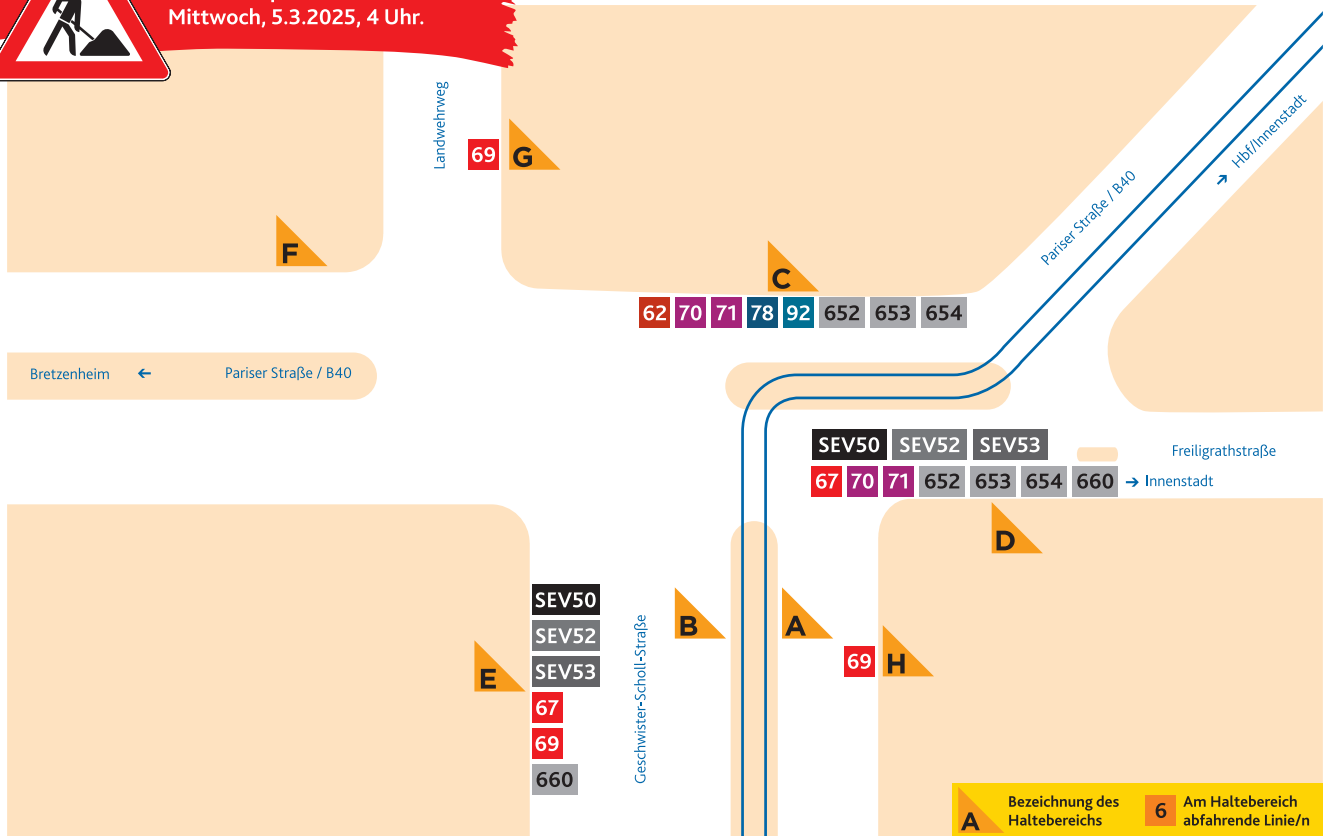 Mittwoch, 5.3.2025, 4 Uhr.
Landwehrweg
69 G
F
C
62 70 71 78 92 652 653 654
Pariser Straße / B40
→ Hbf/Innenstadt
Bretzenheim ← Pariser Straße / B40
SEV50 SEV52 SEV53
Freiligrathstraße
67 70 71 652 653 654 660 → Innenstadt
D
SEV50
SEV52
SEV53
67
69
660
E
Geschwister-Scholl-Straße
B
A
69 H
A
Bezeichnung des
Haltebereichs
6
Am Haltebereich
abfahrende Linie/n